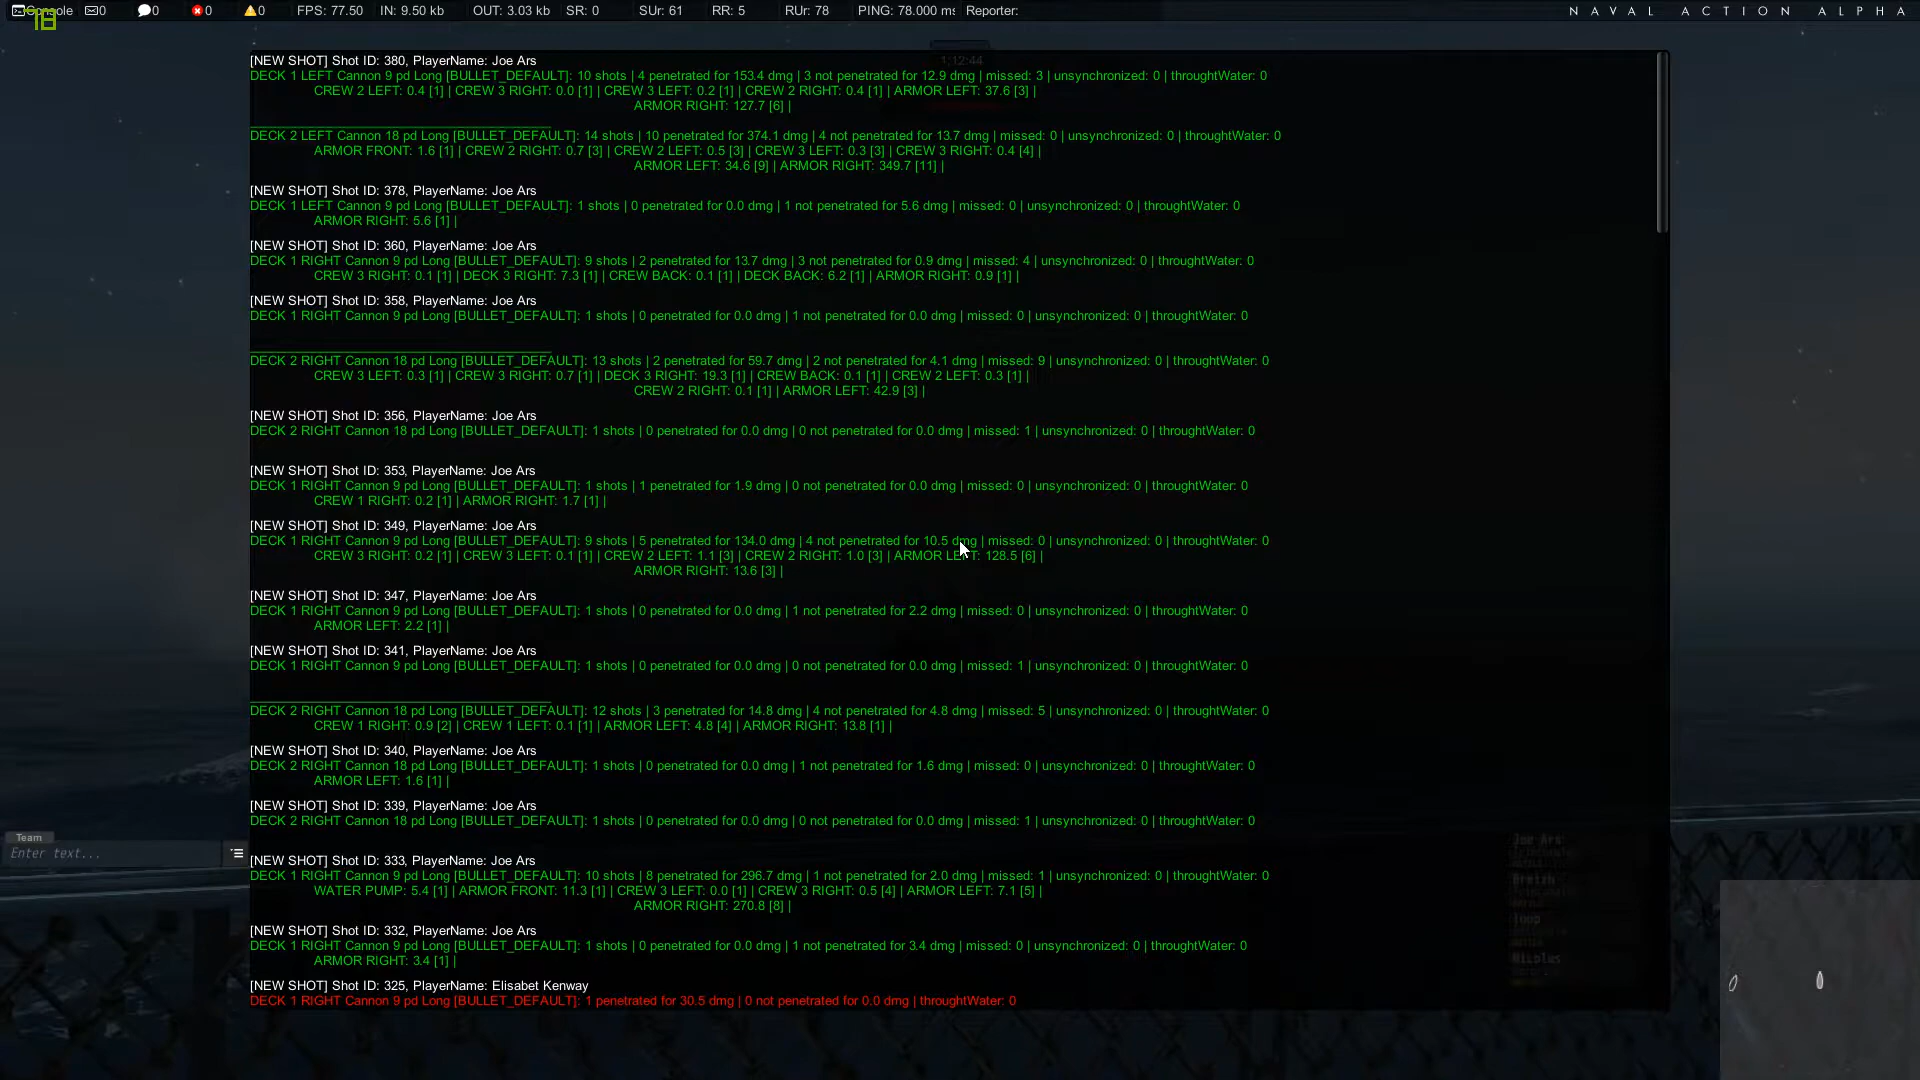 Console 0 0 0 0 FPS: 77.50 IN: 9.50 kb OUT: 3.03 kb SR: 0 SUr: 61 RR: 5 RUr: 78 PING: 78.000 ms Reporter: NAVAL ACTION ALPHA
1:12:44
[NEW SHOT] Shot ID: 380, PlayerName: Joe Ars
DECK 1 LEFT Cannon 9 pd Long [BULLET_DEFAULT]: 10 shots | 4 penetrated for 153.4 dmg | 3 not penetrated for 12.9 dmg | missed: 3 | unsynchronized: 0 | throughtWater: 0
CREW 2 LEFT: 0.4 [1] | CREW 3 RIGHT: 0.0 [1] | CREW 3 LEFT: 0.2 [1] | CREW 2 RIGHT: 0.4 [1] | ARMOR LEFT: 37.6 [3] |
ARMOR RIGHT: 127.7 [6] |
DECK 2 LEFT Cannon 18 pd Long [BULLET_DEFAULT]: 14 shots | 10 penetrated for 374.1 dmg | 4 not penetrated for 13.7 dmg | missed: 0 | unsynchronized: 0 | throughtWater: 0
ARMOR FRONT: 1.6 [1] | CREW 2 RIGHT: 0.7 [3] | CREW 2 LEFT: 0.5 [3] | CREW 3 LEFT: 0.3 [3] | CREW 3 RIGHT: 0.4 [4] |
ARMOR LEFT: 34.6 [9] | ARMOR RIGHT: 349.7 [11] |
[NEW SHOT] Shot ID: 378, PlayerName: Joe Ars
DECK 1 LEFT Cannon 9 pd Long [BULLET_DEFAULT]: 1 shots | 0 penetrated for 0.0 dmg | 1 not penetrated for 5.6 dmg | missed: 0 | unsynchronized: 0 | throughtWater: 0
ARMOR RIGHT: 5.6 [1] |
[NEW SHOT] Shot ID: 360, PlayerName: Joe Ars
DECK 1 RIGHT Cannon 9 pd Long [BULLET_DEFAULT]: 9 shots | 2 penetrated for 13.7 dmg | 3 not penetrated for 0.9 dmg | missed: 4 | unsynchronized: 0 | throughtWater: 0
CREW 3 RIGHT: 0.1 [1] | DECK 3 RIGHT: 7.3 [1] | CREW BACK: 0.1 [1] | DECK BACK: 6.2 [1] | ARMOR RIGHT: 0.9 [1] |
[NEW SHOT] Shot ID: 358, PlayerName: Joe Ars
DECK 1 RIGHT Cannon 9 pd Long [BULLET_DEFAULT]: 1 shots | 0 penetrated for 0.0 dmg | 1 not penetrated for 0.0 dmg | missed: 0 | unsynchronized: 0 | throughtWater: 0
DECK 2 RIGHT Cannon 18 pd Long [BULLET_DEFAULT]: 13 shots | 2 penetrated for 59.7 dmg | 2 not penetrated for 4.1 dmg | missed: 9 | unsynchronized: 0 | throughtWater: 0
CREW 3 LEFT: 0.3 [1] | CREW 3 RIGHT: 0.7 [1] | DECK 3 RIGHT: 19.3 [1] | CREW BACK: 0.1 [1] | CREW 2 LEFT: 0.3 [1] |
CREW 2 RIGHT: 0.1 [1] | ARMOR LEFT: 42.9 [3] |
[NEW SHOT] Shot ID: 356, PlayerName: Joe Ars
DECK 2 RIGHT Cannon 18 pd Long [BULLET_DEFAULT]: 1 shots | 0 penetrated for 0.0 dmg | 0 not penetrated for 0.0 dmg | missed: 1 | unsynchronized: 0 | throughtWater: 0
[NEW SHOT] Shot ID: 353, PlayerName: Joe Ars
DECK 1 RIGHT Cannon 9 pd Long [BULLET_DEFAULT]: 1 shots | 1 penetrated for 1.9 dmg | 0 not penetrated for 0.0 dmg | missed: 0 | unsynchronized: 0 | throughtWater: 0
CREW 1 RIGHT: 0.2 [1] | ARMOR RIGHT: 1.7 [1] |
[NEW SHOT] Shot ID: 349, PlayerName: Joe Ars
DECK 1 RIGHT Cannon 9 pd Long [BULLET_DEFAULT]: 9 shots | 5 penetrated for 134.0 dmg | 4 not penetrated for 10.5 dmg | missed: 0 | unsynchronized: 0 | throughtWater: 0
CREW 3 RIGHT: 0.2 [1] | CREW 3 LEFT: 0.1 [1] | CREW 2 LEFT: 1.1 [3] | CREW 2 RIGHT: 1.0 [3] | ARMOR LEFT: 128.5 [6] |
ARMOR RIGHT: 13.6 [3] |
[NEW SHOT] Shot ID: 347, PlayerName: Joe Ars
DECK 1 RIGHT Cannon 9 pd Long [BULLET_DEFAULT]: 1 shots | 0 penetrated for 0.0 dmg | 1 not penetrated for 2.2 dmg | missed: 0 | unsynchronized: 0 | throughtWater: 0
ARMOR LEFT: 2.2 [1] |
[NEW SHOT] Shot ID: 341, PlayerName: Joe Ars
DECK 1 RIGHT Cannon 9 pd Long [BULLET_DEFAULT]: 1 shots | 0 penetrated for 0.0 dmg | 0 not penetrated for 0.0 dmg | missed: 1 | unsynchronized: 0 | throughtWater: 0
DECK 2 RIGHT Cannon 18 pd Long [BULLET_DEFAULT]: 12 shots | 3 penetrated for 14.8 dmg | 4 not penetrated for 4.8 dmg | missed: 5 | unsynchronized: 0 | throughtWater: 0
CREW 1 RIGHT: 0.9 [2] | CREW 1 LEFT: 0.1 [1] | ARMOR LEFT: 4.8 [4] | ARMOR RIGHT: 13.8 [1] |
[NEW SHOT] Shot ID: 340, PlayerName: Joe Ars
DECK 2 RIGHT Cannon 18 pd Long [BULLET_DEFAULT]: 1 shots | 0 penetrated for 0.0 dmg | 1 not penetrated for 1.6 dmg | missed: 0 | unsynchronized: 0 | throughtWater: 0
ARMOR LEFT: 1.6 [1] |
[NEW SHOT] Shot ID: 339, PlayerName: Joe Ars
DECK 2 RIGHT Cannon 18 pd Long [BULLET_DEFAULT]: 1 shots | 0 penetrated for 0.0 dmg | 0 not penetrated for 0.0 dmg | missed: 1 | unsynchronized: 0 | throughtWater: 0
Team
Enter text...
[NEW SHOT] Shot ID: 333, PlayerName: Joe Ars
DECK 1 RIGHT Cannon 9 pd Long [BULLET_DEFAULT]: 10 shots | 8 penetrated for 296.7 dmg | 1 not penetrated for 2.0 dmg | missed: 1 | unsynchronized: 0 | throughtWater: 0
WATER PUMP: 5.4 [1] | ARMOR FRONT: 11.3 [1] | CREW 3 LEFT: 0.0 [1] | CREW 3 RIGHT: 0.5 [4] | ARMOR LEFT: 7.1 [5] |
ARMOR RIGHT: 270.8 [8] |
[NEW SHOT] Shot ID: 332, PlayerName: Joe Ars
DECK 1 RIGHT Cannon 9 pd Long [BULLET_DEFAULT]: 1 shots | 0 penetrated for 0.0 dmg | 1 not penetrated for 3.4 dmg | missed: 0 | unsynchronized: 0 | throughtWater: 0
ARMOR RIGHT: 3.4 [1] |
[NEW SHOT] Shot ID: 325, PlayerName: Elisabet Kenway
DECK 1 RIGHT Cannon 9 pd Long [BULLET_DEFAULT]: 1 penetrated for 30.5 dmg | 0 not penetrated for 0.0 dmg | throughtWater: 0
Joe Ars